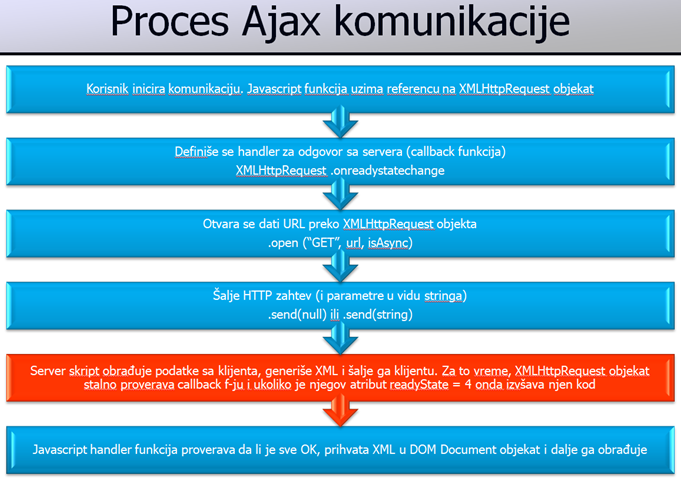 Proces Ajax komunikacije
Korisnik inicira komunikaciju. Javascript funkcija uzima referencu na XMLHttpRequest objekat
Definiše se handler za odgovor sa servera (callback funkcija)
XMLHttpRequest .onreadystatechange
Otvara se dati URL preko XMLHttpRequest objekta
.open (“GET”, url, isAsync)
Šalje HTTP zahtev (i parametre u vidu stringa)
.send(null) ili .send(string)
Server skript obrađuje podatke sa klijenta, generiše XML i šalje ga klijentu. Za to vreme, XMLHttpRequest objekat
stalno proverava callback f-ju i ukoliko je njegov atribut readyState = 4 onda izvšava njen kod
Javascript handler funkcija proverava da li je sve OK, prihvata XML u DOM Document objekat i dalje ga obrađuje